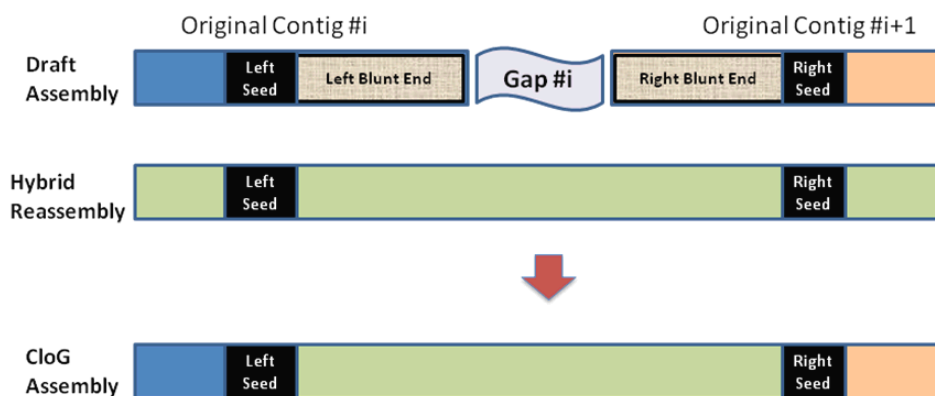 Original Contig #i
Original Contig #i+1
Draft
Assembly
Left
Seed
Left Blunt End
Gap #i
Right Blunt End
Right
Seed
Hybrid
Reassembly
Left
Seed
Right
Seed
CloG
Assembly
Left
Seed
Right
Seed